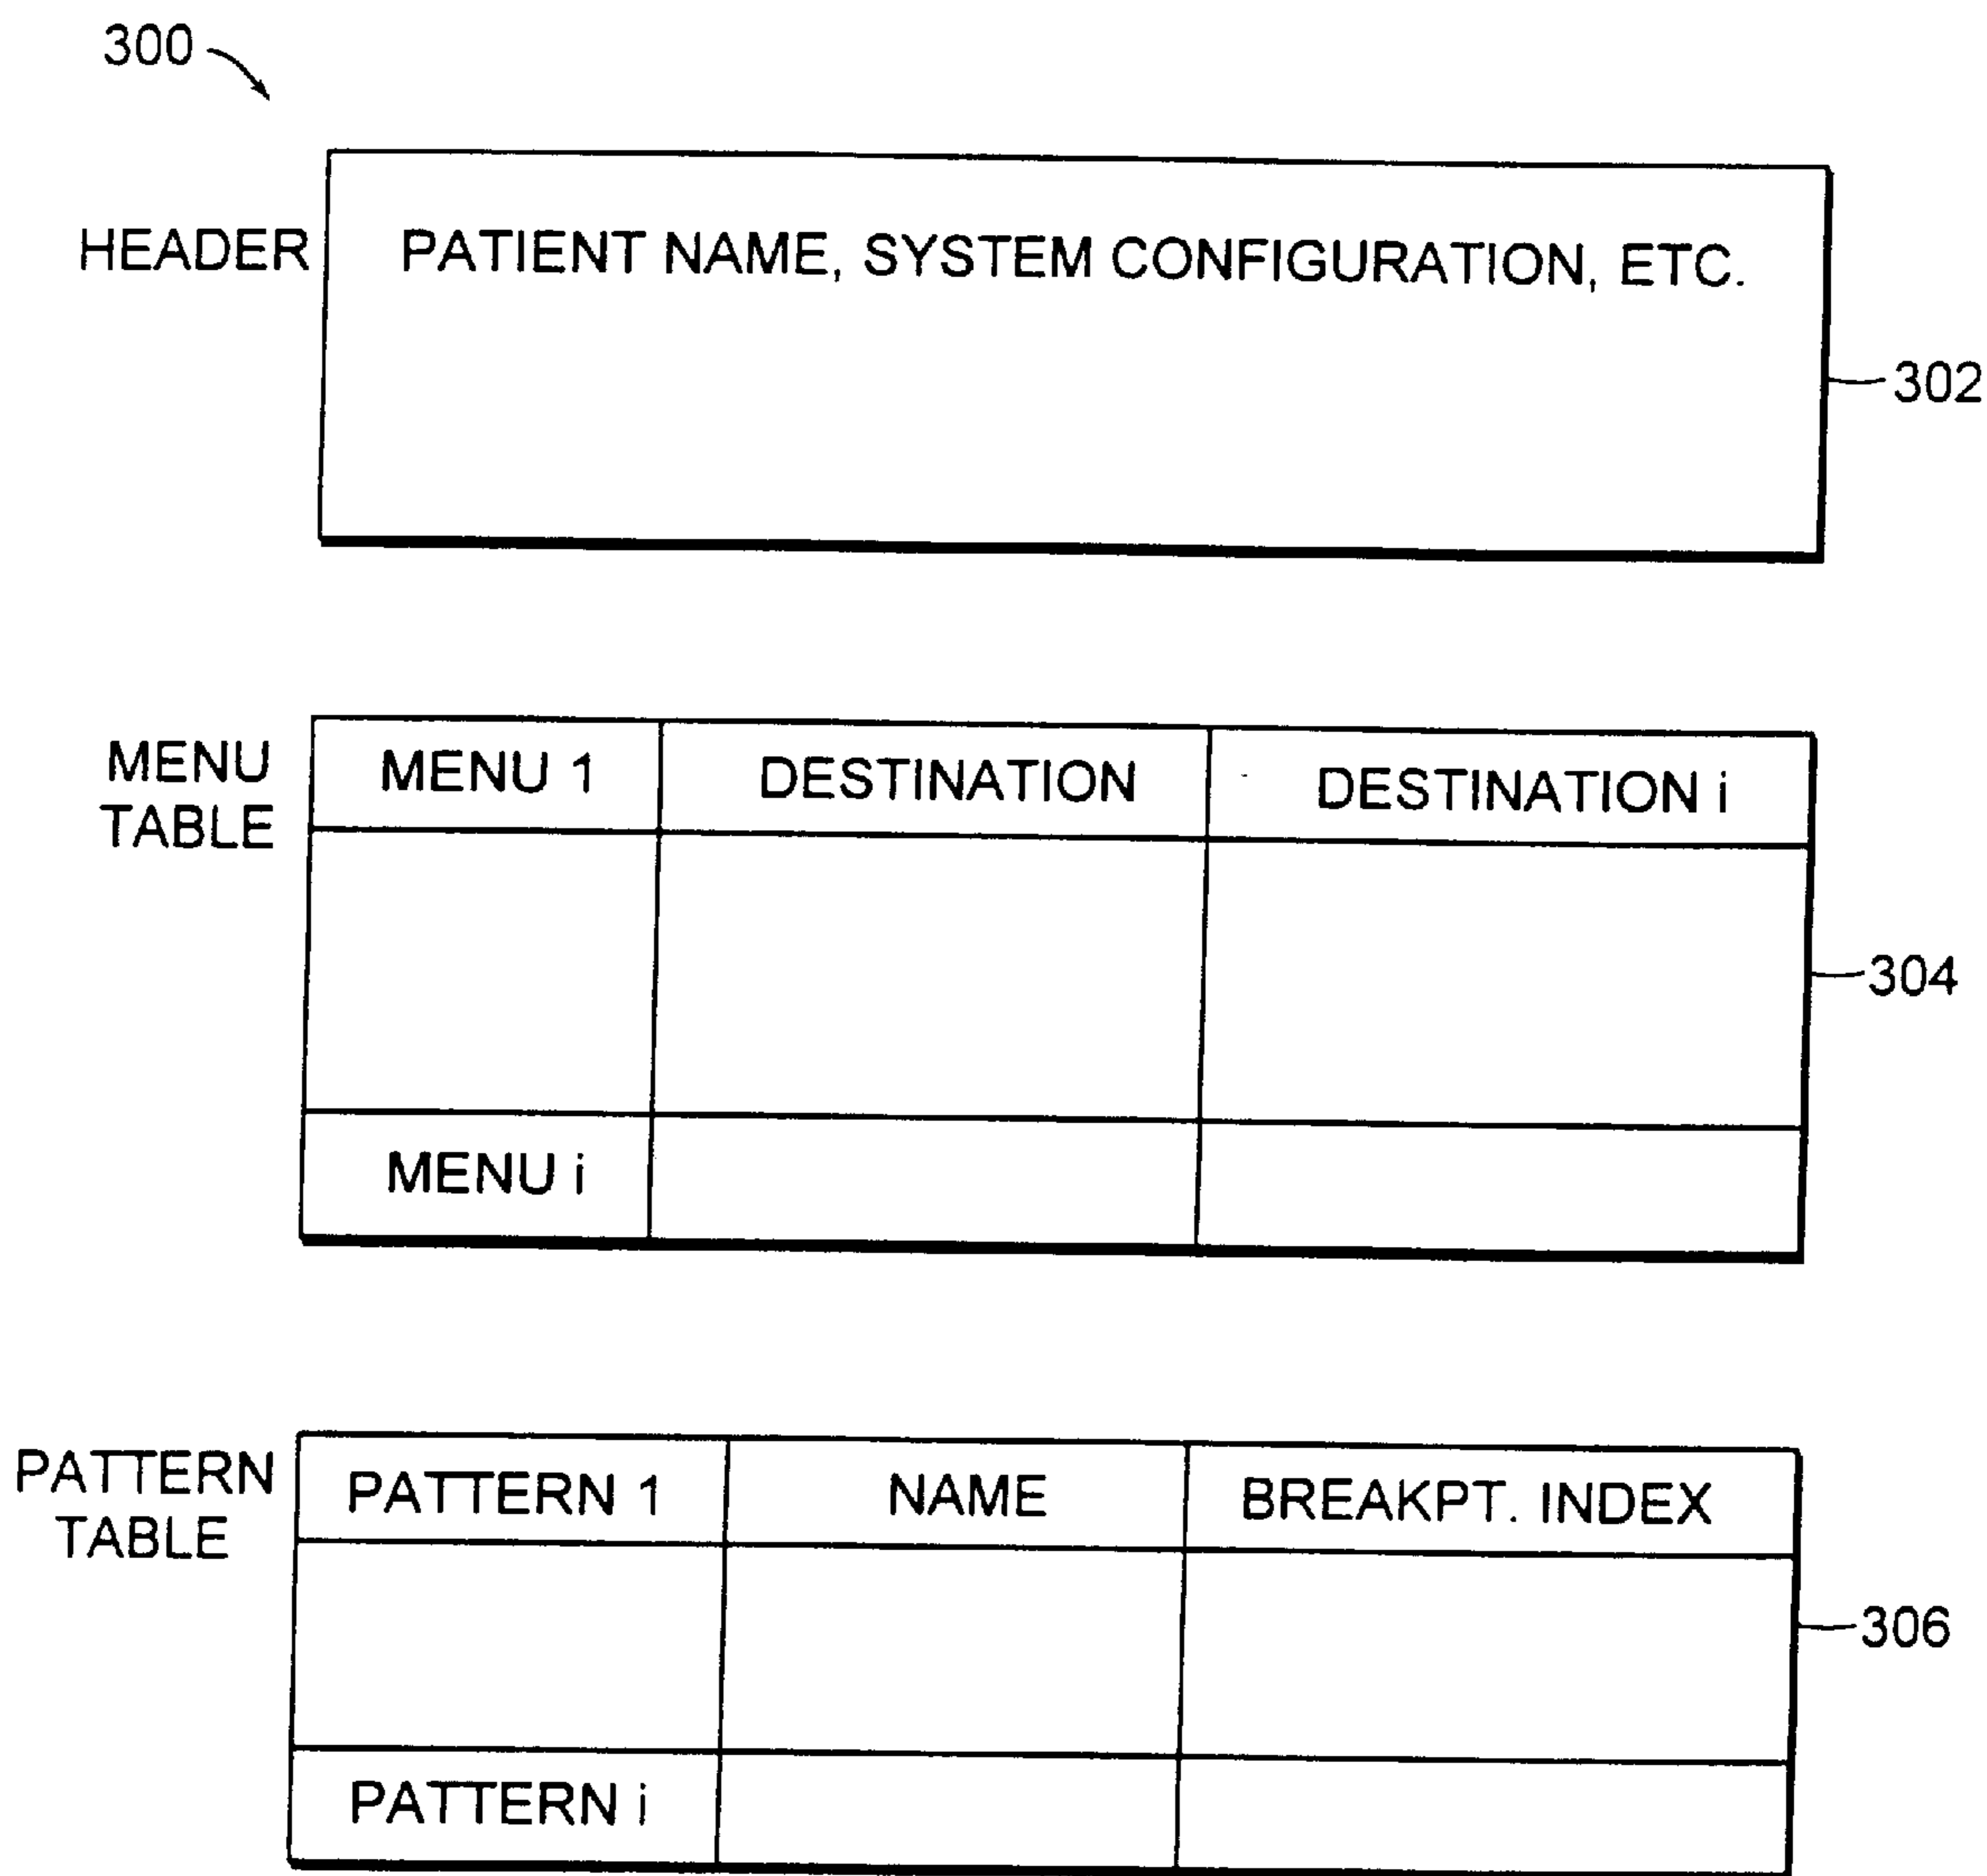 300
HEADER
PATIENT NAME, SYSTEM CONFIGURATION, ETC.
302
MENU
TABLE
MENU 1 DESTINATION DESTINATION i
304
MENU i
PATTERN
TABLE
PATTERN 1 NAME BREAKPT. INDEX
306
PATTERN i